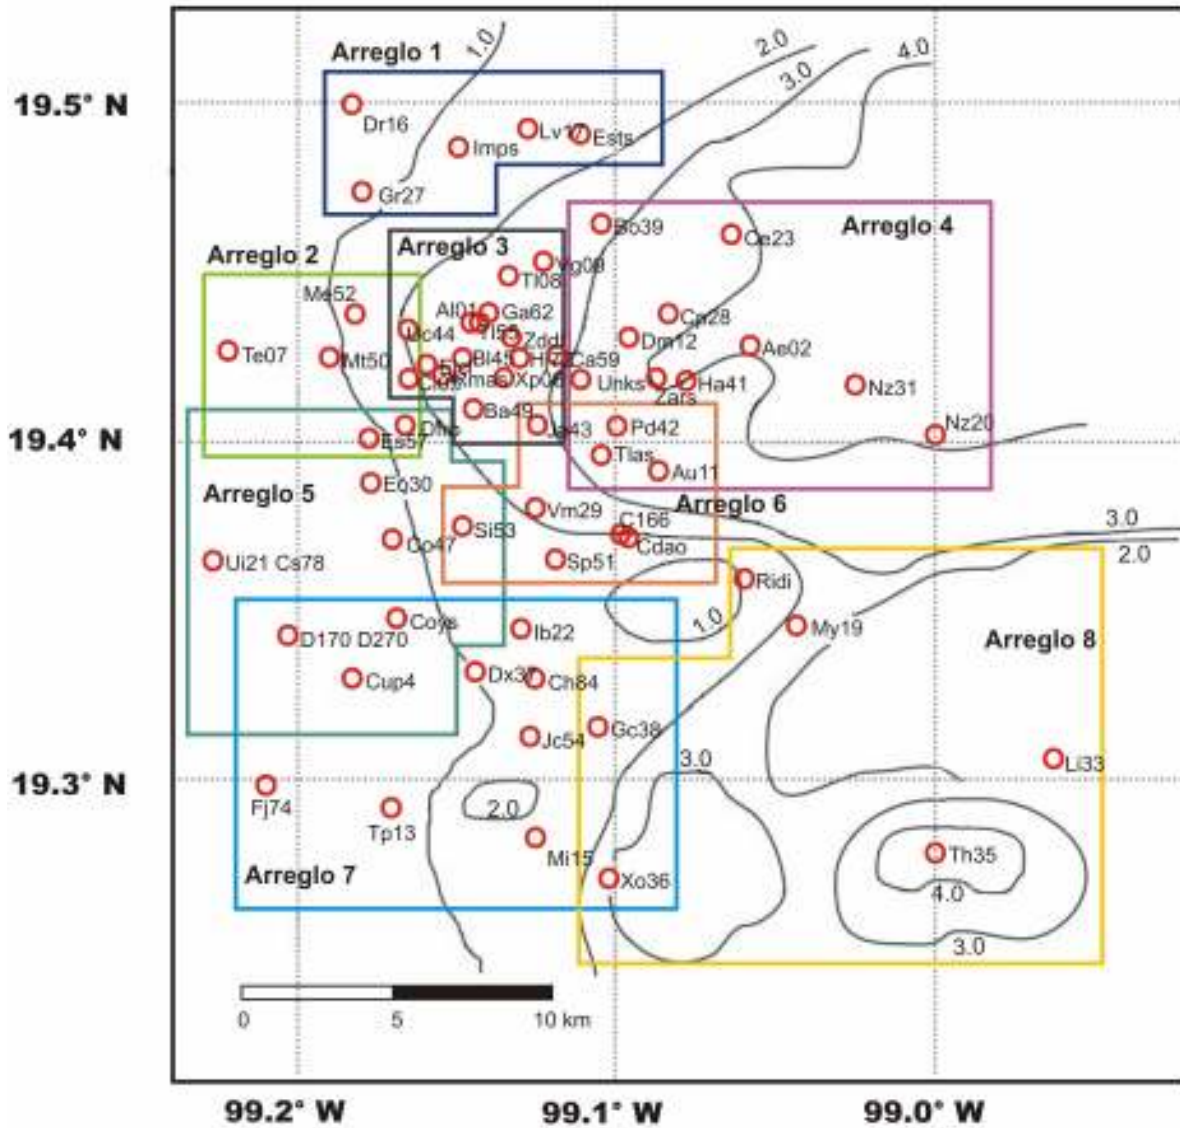 1.0
2.0
4.0
Arreglo 1
3.0
19.5° N
Dr16
Lv17
Ests
Imps
Gr27
Bo39
Ce23
Arreglo 4
Arreglo 3
Arreglo 2
Vg09
Tl08
Me52
Al01
Ga62
Cp28
Uc44
Tl55
Dm12
Ae02
Te07
Mt50
Bl45
Ca59
Xp06
Unks
Zars
Ha41
Nz31
Ba49
Pd42
Nz20
19.4° N
Es57
Tlas
Au11
Eo30
Arreglo 5
Vm29
Arreglo 6
Si53
C166
3.0
Co47
Cdao
2.0
Ui21 Cs78
Sp51
Ridi
Coys
1.0
My19
D170 D270
Ib22
Arreglo 8
Cup4
Dx37
Ch84
Gc38
Jc54
3.0
Li33
19.3° N
Fj74
2.0
Tp13
Mi15
Th35
Arreglo 7
Xo36
4.0
3.0
0 5 10 km
99.2° W 99.1° W 99.0° W